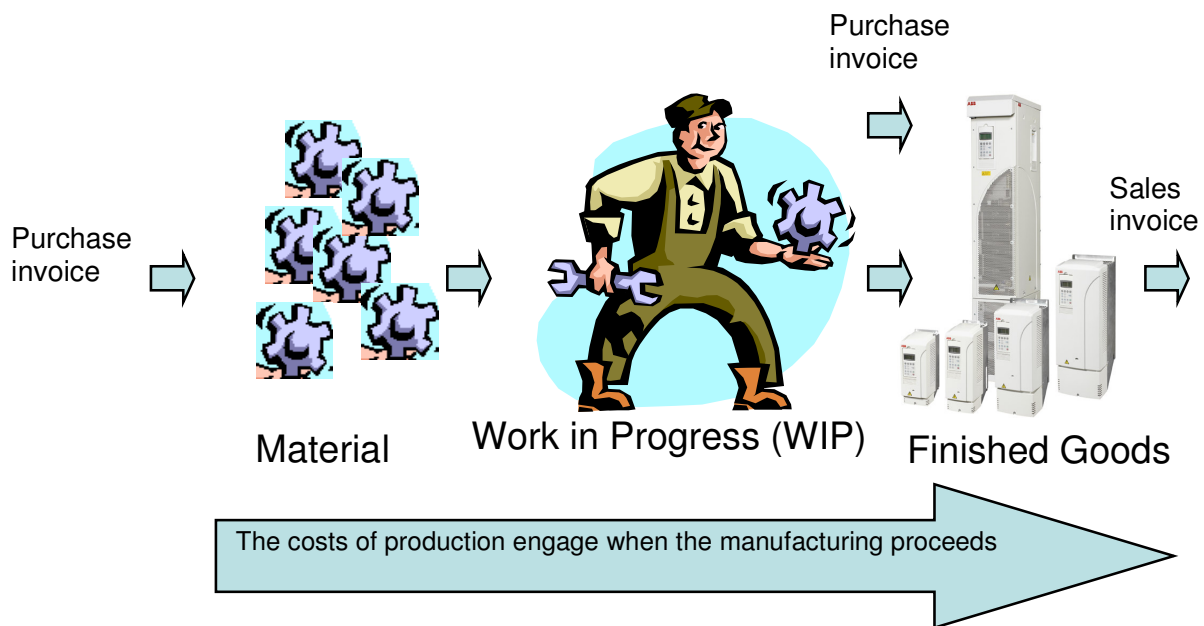 Purchase
invoice
Purchase
invoice
Sales
invoice
ABB
Material
Work in Progress (WIP)
Finished Goods
The costs of production engage when the manufacturing proceeds